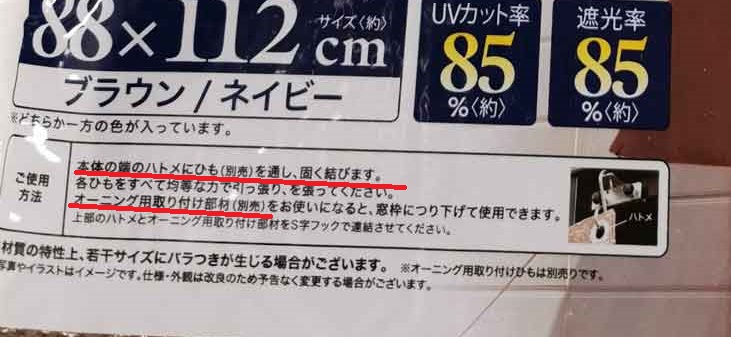 88×112 cm
サイズ〈約〉
ブラウン / ネイビー
UVカット率
85
%〈約〉
遮光率
85
%〈約〉
※どちらか一方の色が入っています。
ご使用
方法
本体の端のハトメにひも(別売)を通し、固く結びます。
各ひもをすべて均等な力で引っ張り、を張ってください。
オーニング用取り付け部材(別売)をお使いになると、窓枠につり下げて使用できます。
上部のハトメとオーニング用取り付け部材をS字フックで連結させてください。
ハトメ
材質の特性上、若干サイズにバラつきが生じる場合がございます。 ※オーニング用取り付けひもは別売りです。
写真やイラストはイメージです。仕様・外観は改良のため予告なく変更する場合がございます。